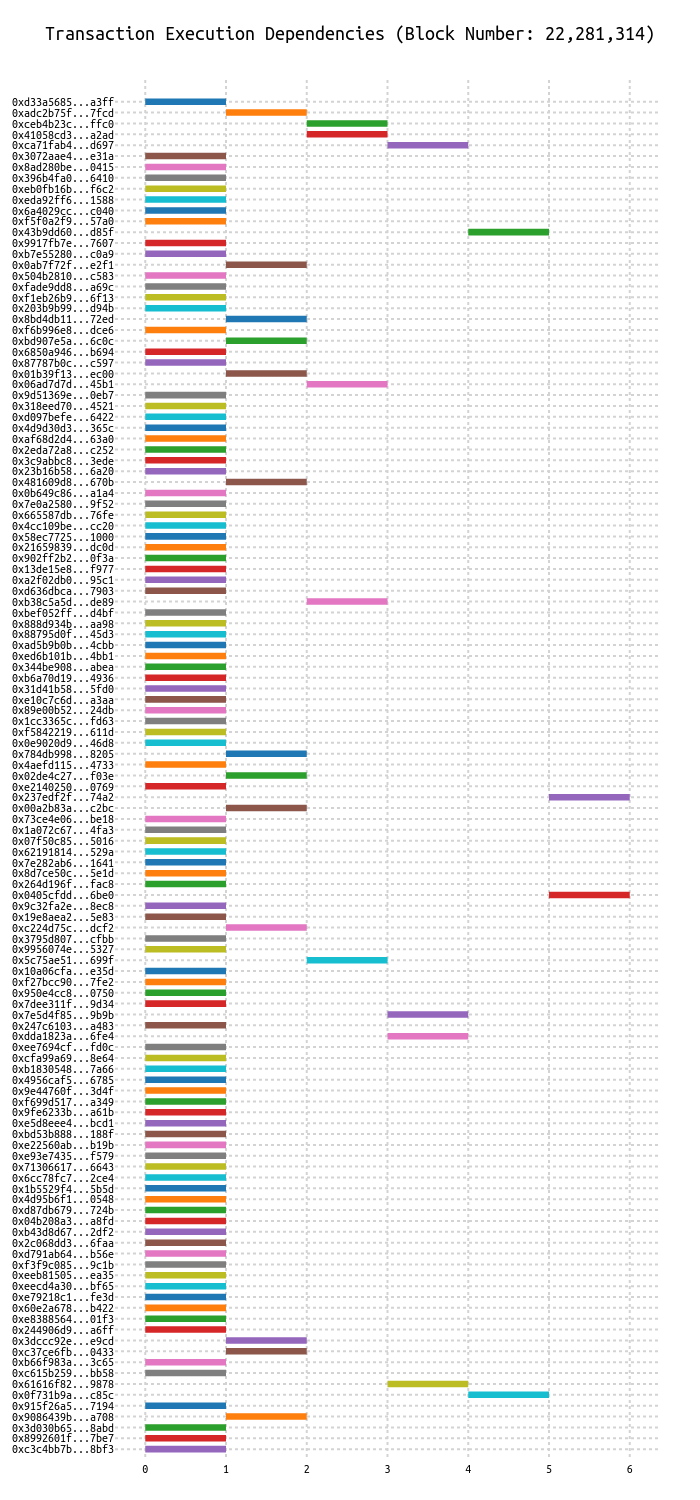 Transaction Execution Dependencies (Block Number: 22,281,314)
0xd33a5685...a3ff
0xadc2b75f...7fcd
0xceb4b23c...ffc0
0x41058cd3...a2ad
0xca71fab4...d697
0x3072aae4...e31a
0x8ad280be...0415
0x396b4fa0...6410
0xeb0fb16b...f6c2
0xeda92ff6...1588
0x6a4029cc...c040
0xf5f0a2f9...57a0
0x43b9dd60...d85f
0x9917fb7e...7607
0xb7e55280...c0a9
0x0ab7f72f...e2f1
0x504b2810...c583
0xfade9dd8...a69c
0xf1eb26b9...6f13
0x203b9b99...d94b
0x8bd4db11...72ed
0xf6b996e8...dce6
0xbd907e5a...6c0c
0x6850a946...b694
0x87787b0c...c597
0x01b39f13...ec00
0x06ad7d7d...45b1
0x9d51369e...0eb7
0x318eed70...4521
0xd097befe...6422
0x4d9d30d3...365c
0xaf68d2d4...63a0
0x2eda72a8...c252
0x3c9abbc8...3ede
0x23b16b58...6a20
0x481609d8...670b
0x0b649c86...a1a4
0x7e0a2580...9f52
0x665587db...76fe
0x4cc109be...cc20
0x58ec7725...1000
0x21659839...dc0d
0x902ff2b2...0f3a
0x13de15e8...f977
0xa2f02db0...95c1
0xd636dbca...7903
0xb38c5a5d...de89
0xbef052ff...d4bf
0x888d934b...aa98
0x88795d0f...45d3
0xad5b9b0b...4cbb
0xed6b101b...4bb1
0x344be908...abea
0xb6a70d19...4936
0x31d41b58...5fd0
0xe10c7c6d...a3aa
0x89e00b52...24db
0x1cc3365c...fd63
0xf5842219...611d
0x0e9020d9...46d8
0x784db998...8205
0x4aefd115...4733
0x02de4c27...f03e
0xe2140250...0769
0x237edf2f...74a2
0x00a2b83a...c2bc
0x73ce4e06...be18
0x1a072c67...4fa3
0x07f50c85...5016
0x62191814...529a
0x7e282ab6...1641
0x8d7ce50c...5e1d
0x264d196f...fac8
0x0405cfdd...6be0
0x9c32fa2e...8ec8
0x19e8aea2...5e83
0xc224d75c...dcf2
0x3795d807...cfbb
0x9956074e...5327
0x5c75ae51...699f
0x10a06cfa...e35d
0xf27bcc90...7fe2
0x950e4cc8...0750
0x7dee311f...9d34
0x7e5d4f85...9b9b
0x247c6103...a483
0xdda1823a...6fe4
0xee7694cf...fd0c
0xcfa99a69...8e64
0xb1830548...7a66
0x4956caf5...6785
0x9e44760f...3d4f
0xf699d517...a349
0x9fe6233b...a61b
0xe5d8eee4...bcd1
0xbd53b888...188f
0xe22560ab...b19b
0xe93e7435...f579
0x71306617...6643
0x6cc78fc7...2ce4
0x1b5529f4...5b5d
0x4d95b6f1...0548
0xd87db679...724b
0x04b208a3...a8fd
0xb43d8d67...2df2
0x2c068dd3...6faa
0xd791ab64...b56e
0xf3f9c085...9c1b
0xeeb81505...ea35
0xeecd4a30...bf65
0xe79218c1...fe3d
0x60e2a678...b422
0xe8388564...01f3
0x244906d9...a6ff
0x3dccc92e...e9cd
0xc37ce6fb...0433
0xb66f983a...3c65
0xc615b259...bb58
0x61616f82...9878
0x0f731b9a...c85c
0x915f26a5...7194
0x9086439b...a708
0x3d030b65...8abd
0x8992601f...7be7
0xc3c4bb7b...8bf3
0 1 2 3 4 5 6